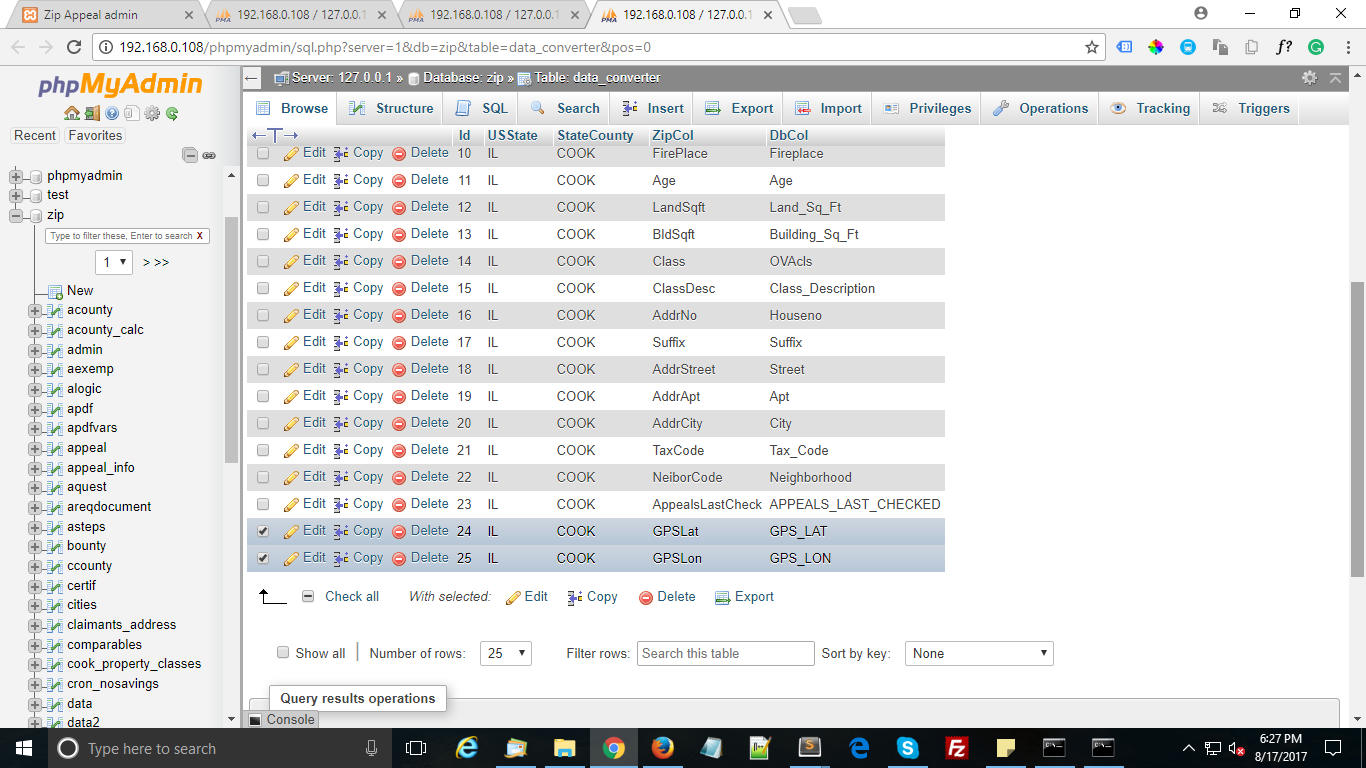 Zip Appeal admin
192.168.0.108 / 127.0.0.1
192.168.0.108 / 127.0.0.1
192.168.0.108 / 127.0.0.1
192.168.0.108/phpmyadmin/sql.php?server=1&db=zip&table=data_converter&pos=0
phpMyAdmin
Recent Favorites
phpmyadmin
test
zip
Type to filter these, Enter to search X
1 > >>
New
acounty
acounty_calc
admin
aexemp
alogic
apdf
apdfvars
appeal
appeal_info
aquest
areqdocument
asteps
bounty
ccounty
certif
cities
claimants_address
comparables
cook_property_classes
cron_nosavings
data
data2
Server: 127.0.0.1 » Database: zip » Table: data_converter
Browse Structure SQL Search Insert Export Import Privileges Operations Tracking Triggers
←T→ Id USState StateCounty ZipCol DbCol
Edit Copy Delete 10 IL COOK FirePlace Fireplace
Edit Copy Delete 11 IL COOK Age Age
Edit Copy Delete 12 IL COOK LandSqft Land_Sq_Ft
Edit Copy Delete 13 IL COOK BldSqft Building_Sq_Ft
Edit Copy Delete 14 IL COOK Class OVAcls
Edit Copy Delete 15 IL COOK ClassDesc Class_Description
Edit Copy Delete 16 IL COOK AddrNo Houseno
Edit Copy Delete 17 IL COOK Suffix Suffix
Edit Copy Delete 18 IL COOK AddrStreet Street
Edit Copy Delete 19 IL COOK AddrApt Apt
Edit Copy Delete 20 IL COOK AddrCity City
Edit Copy Delete 21 IL COOK TaxCode Tax_Code
Edit Copy Delete 22 IL COOK NeiborCode Neighborhood
Edit Copy Delete 23 IL COOK AppealsLastCheck APPEALS_LAST_CHECKED
Edit Copy Delete 24 IL COOK GPSLat GPS_LAT
Edit Copy Delete 25 IL COOK GPSLon GPS_LON
Check all With selected: Edit Copy Delete Export
Show all Number of rows: 25 Filter rows: Search this table Sort by key: None
Query results operations
Console
Type here to search
6:27 PM
8/17/2017